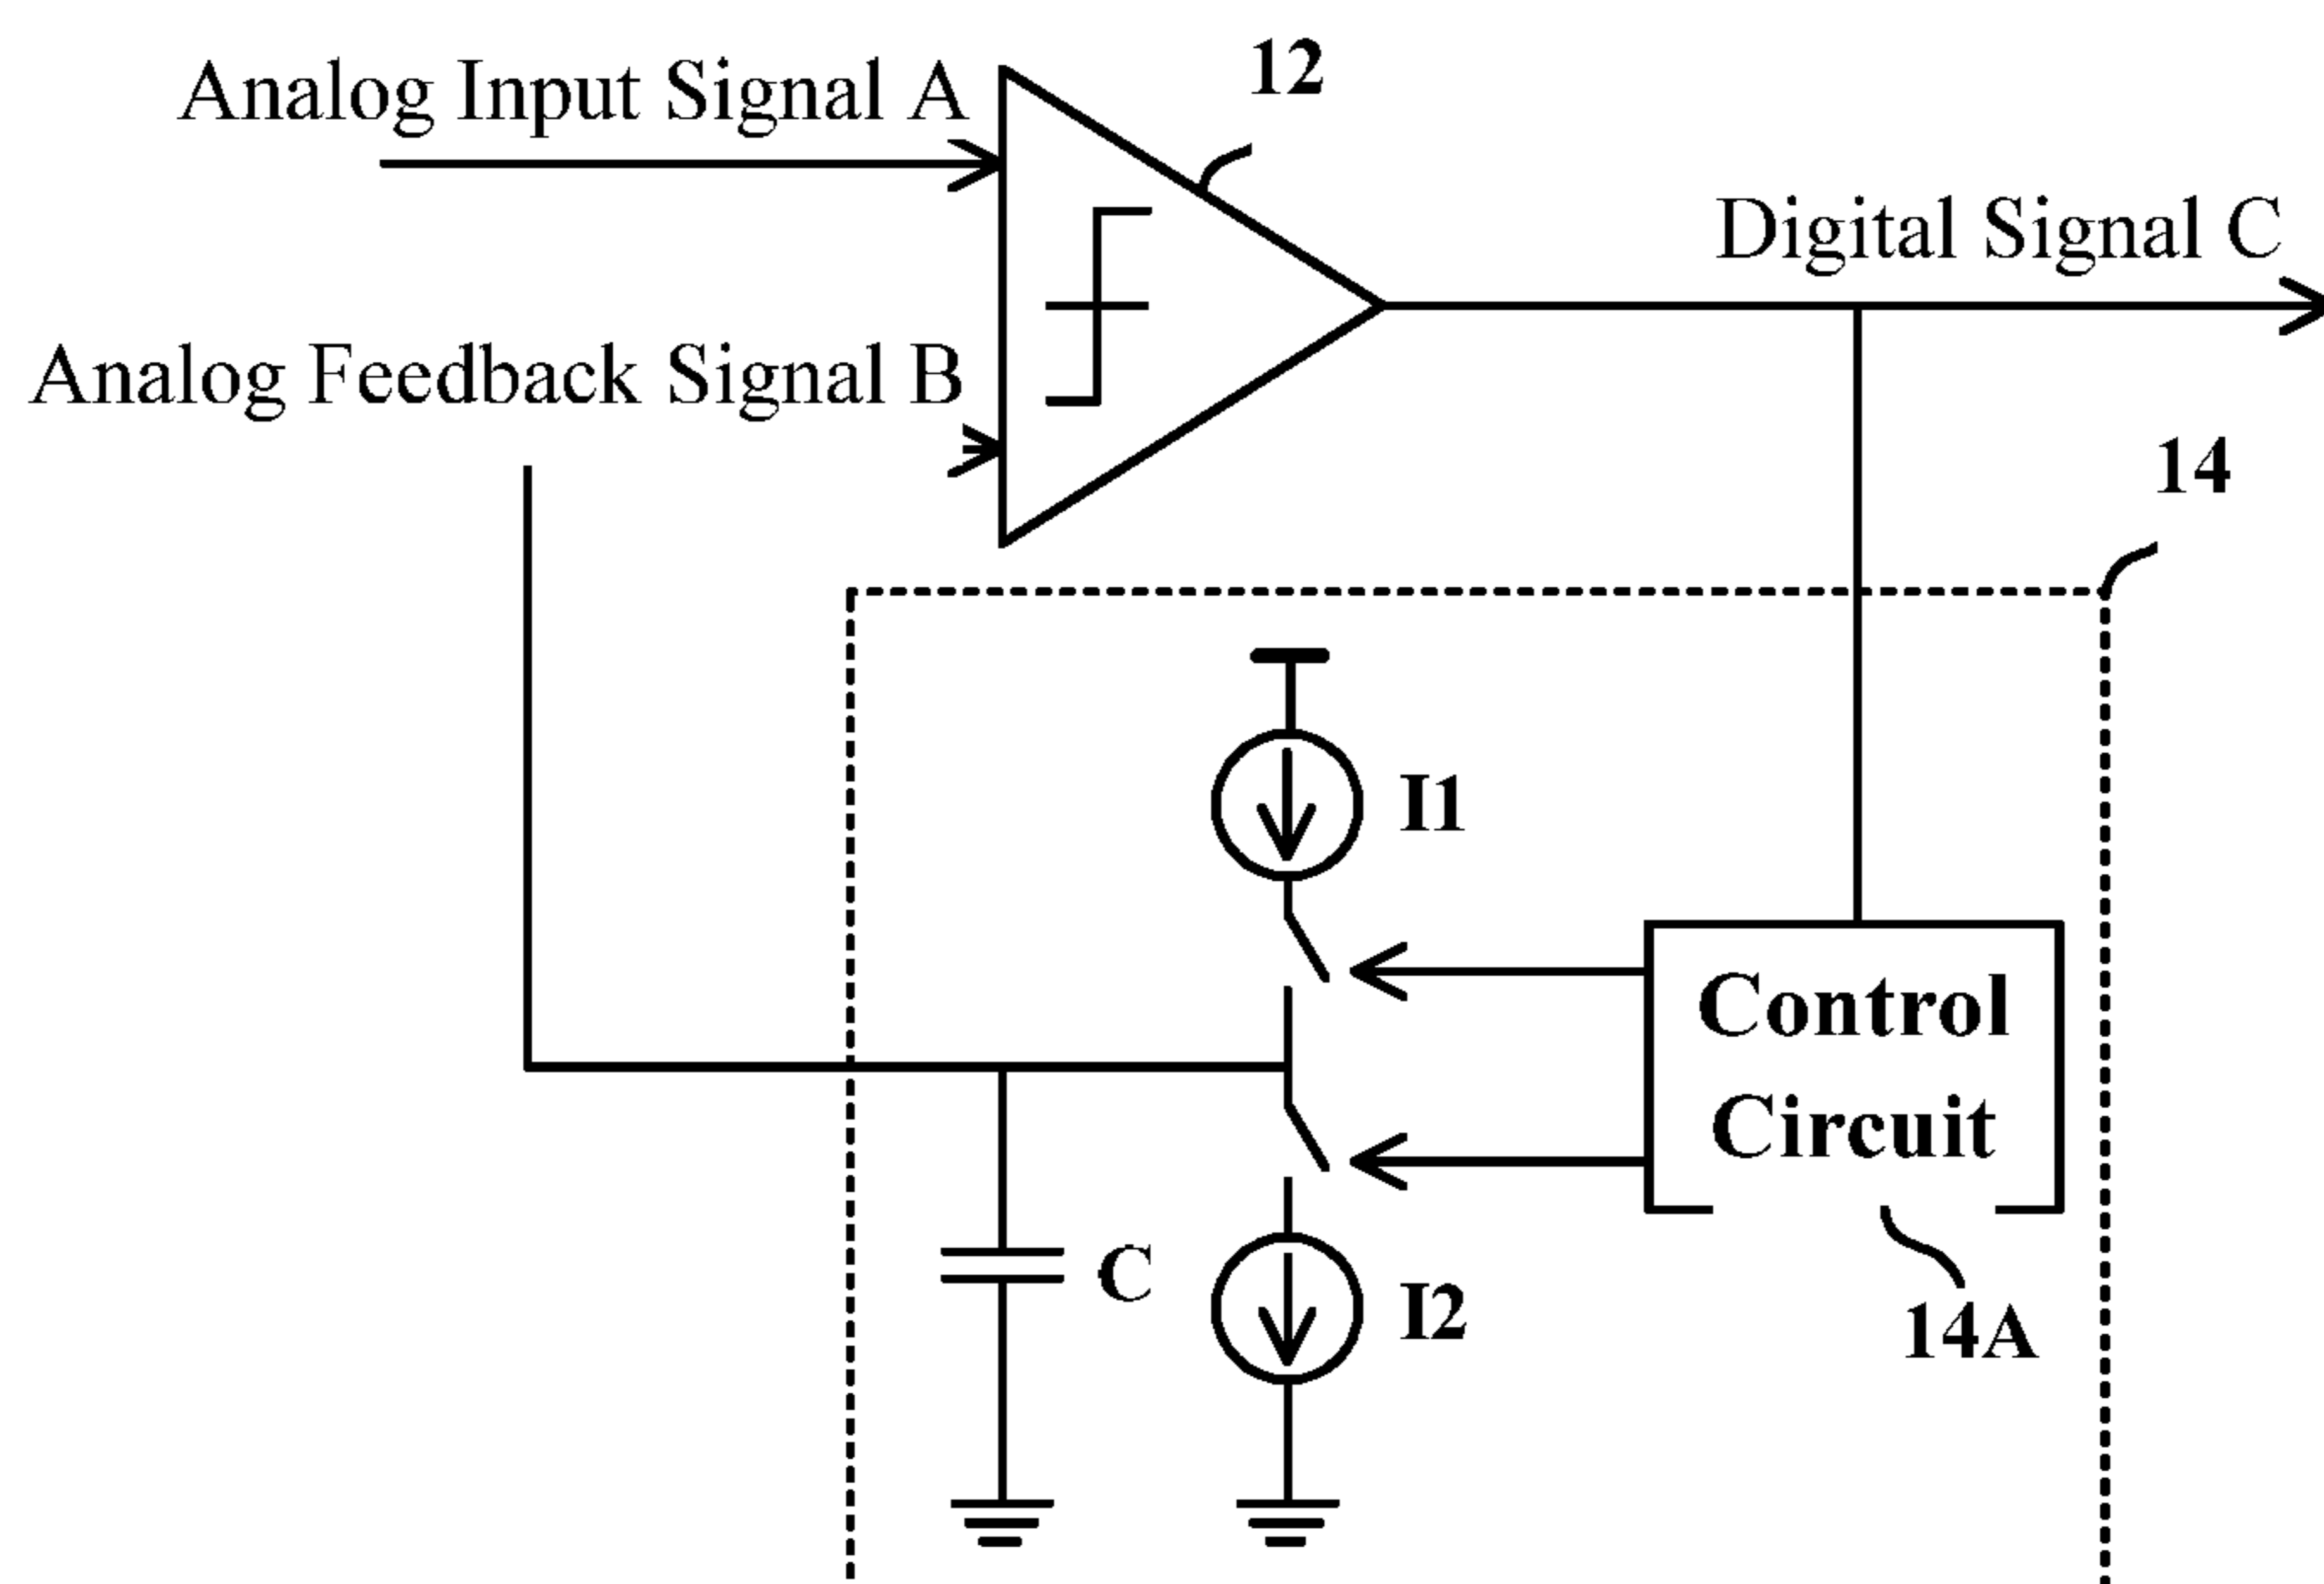 Analog Input Signal A
12
Digital Signal C
Analog Feedback Signal B
14
I1
Control
Circuit
C
I2
14A